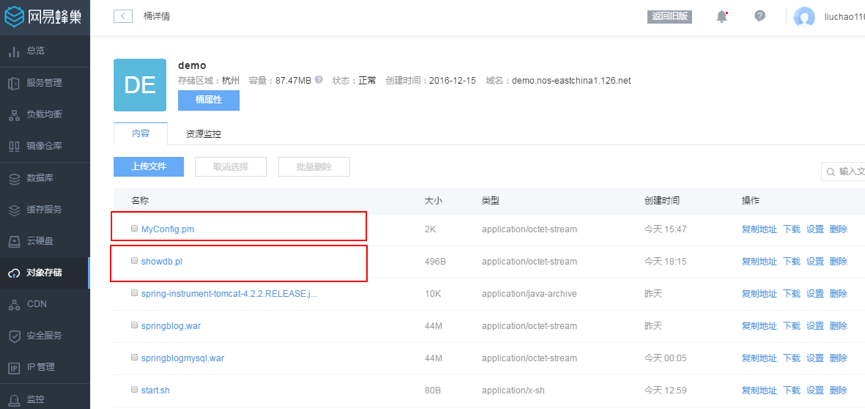 网易蜂巢
桶详情
返回旧版
liuchao110
总览
服务管理
负载均衡
镜像仓库
数据库
缓存服务
云硬盘
对象存储
CDN
安全服务
IP管理
监控
DE
demo
存储区域：杭州 容量：87.47MB 状态：正常 创建时间：2016-12-15 域名：demo.nos-eastchina1.126.net
桶属性
内容 资源监控
上传文件 取消选择 批量删除 输入文
名称 大小 类型 创建时间 操作
MyConfig.pm 2K application/octet-stream 今天 15:47 复制地址 下载 设置 删除
showdb.pl 496B application/octet-stream 今天 18:15 复制地址 下载 设置 删除
spring-instrument-tomcat-4.2.2.RELEASE.j... 10K application/java-archive 昨天 复制地址 下载 设置 删除
springblog.war 44M application/octet-stream 昨天 复制地址 下载 设置 删除
springblogmysql.war 44M application/octet-stream 今天 00:05 复制地址 下载 设置 删除
start.sh 80B application/x-sh 今天 12:59 复制地址 下载 设置 删除